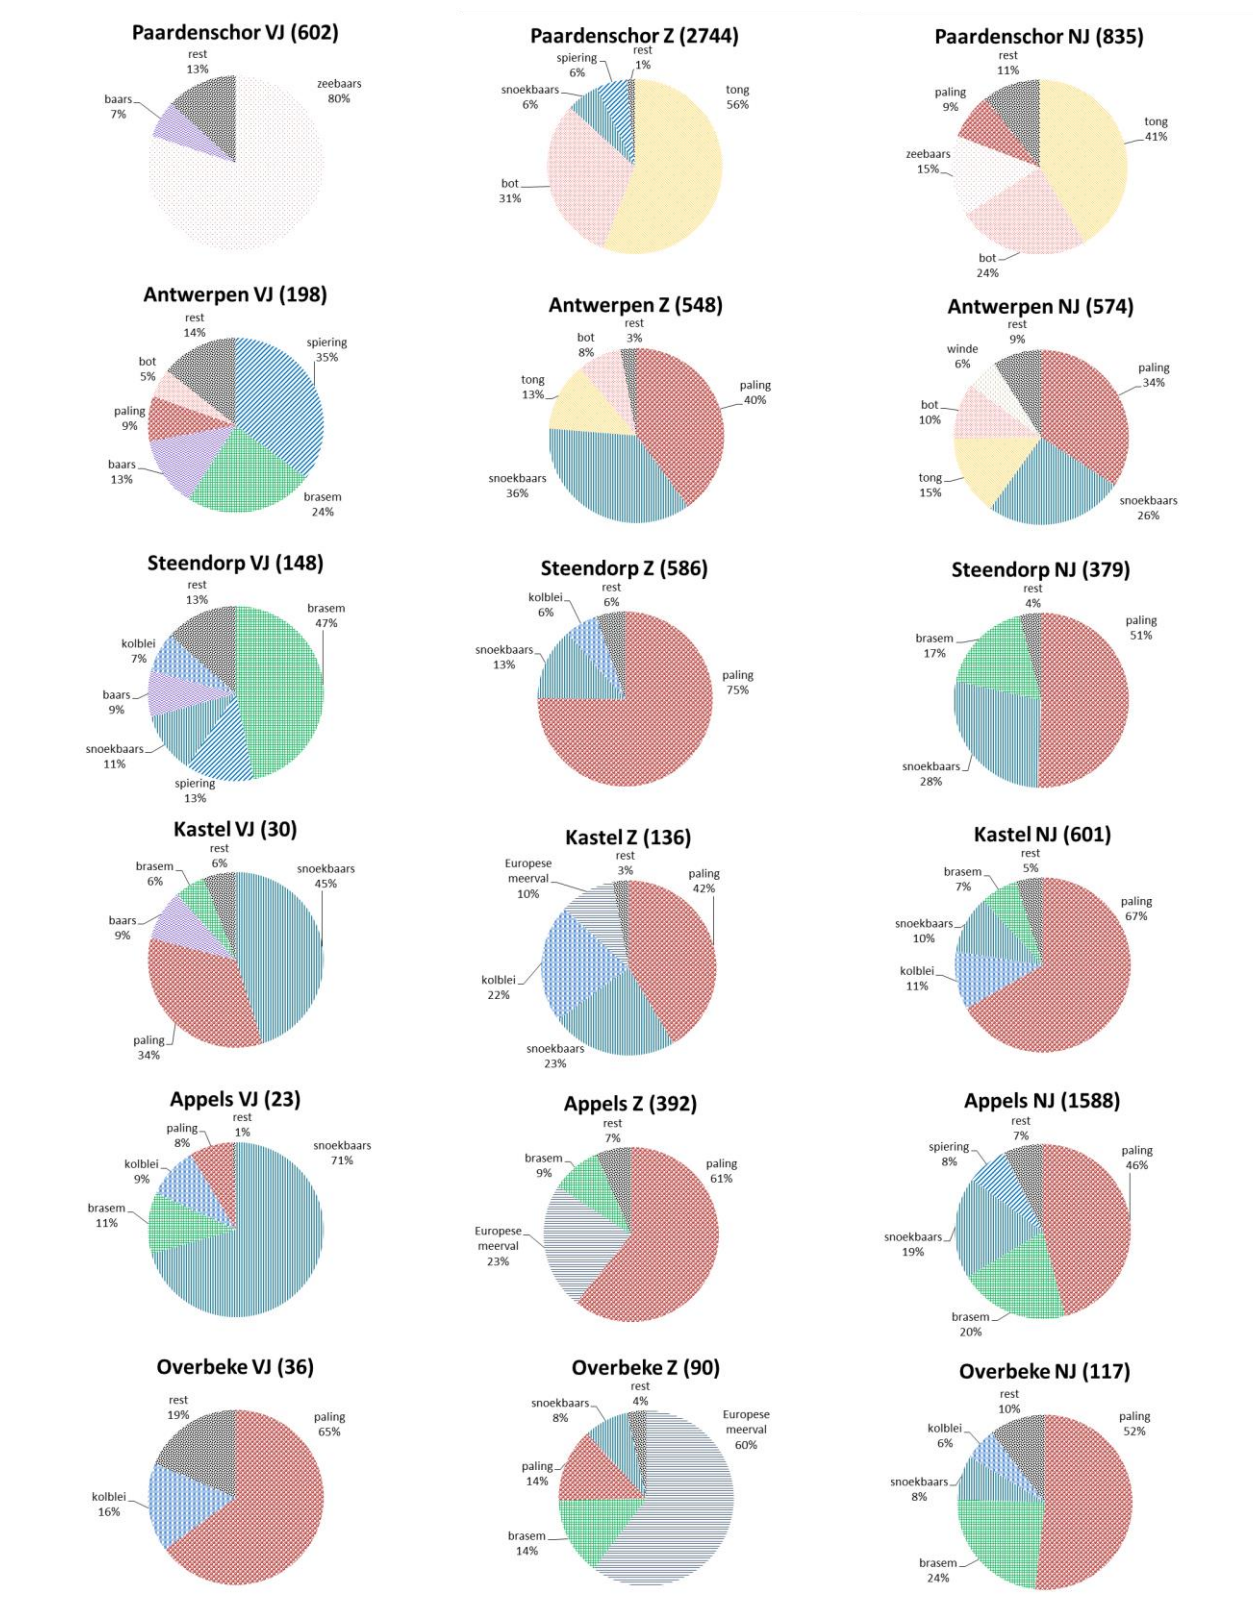 Paardenschor VJ (602)
rest
13%
zeebaars
80%
baars
7%
Paardenschor Z (2744)
rest
1%
spiering
6%
snoekbaars
6%
tong
56%
bot
31%
Paardenschor NJ (835)
rest
11%
paling
9%
tong
41%
zeebaars
15%
bot
24%
Antwerpen VJ (198)
rest
14%
spiering
35%
bot
5%
paling
9%
baars
13%
brasem
24%
Antwerpen Z (548)
rest
3%
bot
8%
tong
13%
paling
40%
snoekbaars
36%
Antwerpen NJ (574)
rest
9%
winde
6%
paling
34%
bot
10%
tong
15%
snoekbaars
26%
Steendorp VJ (148)
rest
13%
brasem
47%
kolblei
7%
baars
9%
snoekbaars
11%
spiering
13%
Steendorp Z (586)
rest
6%
kolblei
6%
snoekbaars
13%
paling
75%
Steendorp NJ (379)
rest
4%
paling
51%
brasem
17%
snoekbaars
28%
Kastel VJ (30)
rest
6%
brasem
6%
snoekbaars
45%
baars
9%
paling
34%
Kastel Z (136)
rest
3%
Europese
meerval
10%
paling
42%
kolblei
22%
snoekbaars
23%
Kastel NJ (601)
rest
5%
brasem
7%
paling
67%
snoekbaars
10%
kolblei
11%
Appels VJ (23)
rest
1%
paling
8%
snoekbaars
71%
kolblei
9%
brasem
11%
Appels Z (392)
rest
7%
brasem
9%
paling
61%
Europese
meerval
23%
Appels NJ (1588)
rest
7%
spiering
8%
paling
46%
snoekbaars
19%
brasem
20%
Overbeke VJ (36)
rest
19%
paling
65%
kolblei
16%
Overbeke Z (90)
rest
4%
snoekbaars
8%
Europese
meerval
60%
paling
14%
brasem
14%
Overbeke NJ (117)
rest
10%
paling
52%
kolblei
6%
snoekbaars
8%
brasem
24%